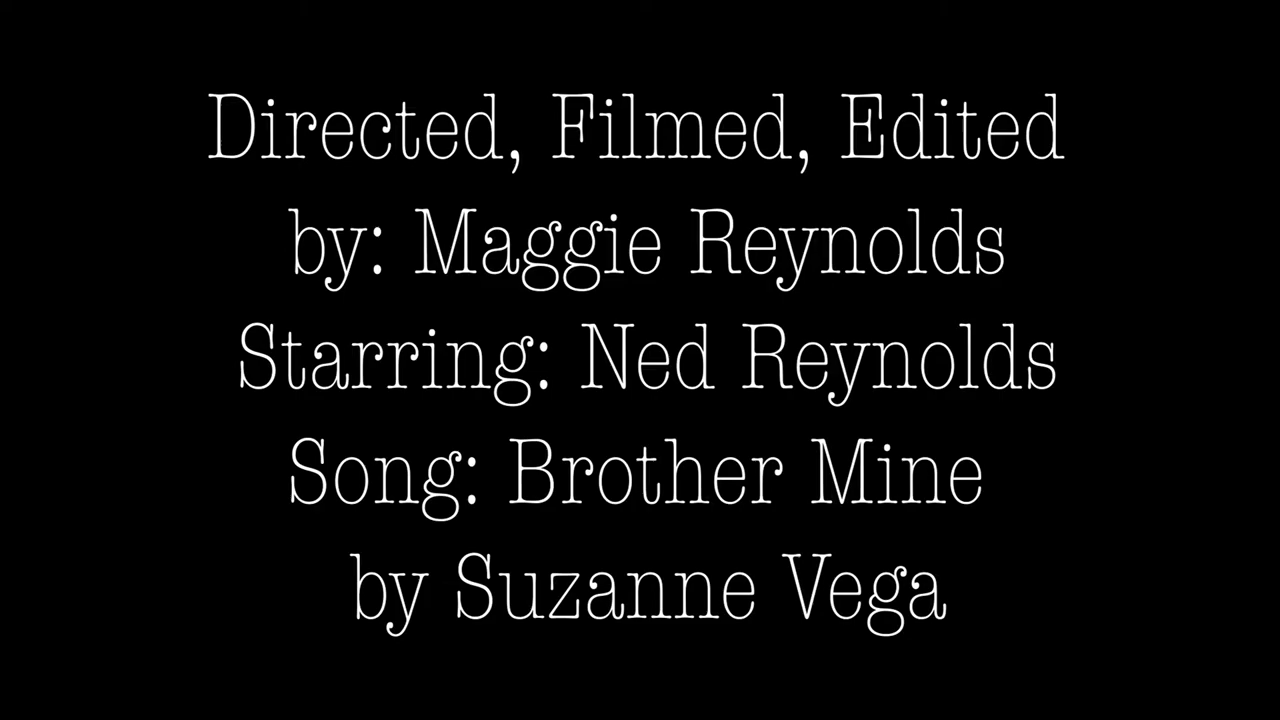 Directed, Filmed, Edited
by: Maggie Reynolds
Starring: Ned Reynolds
Song: Brother Mine
by Suzanne Vega